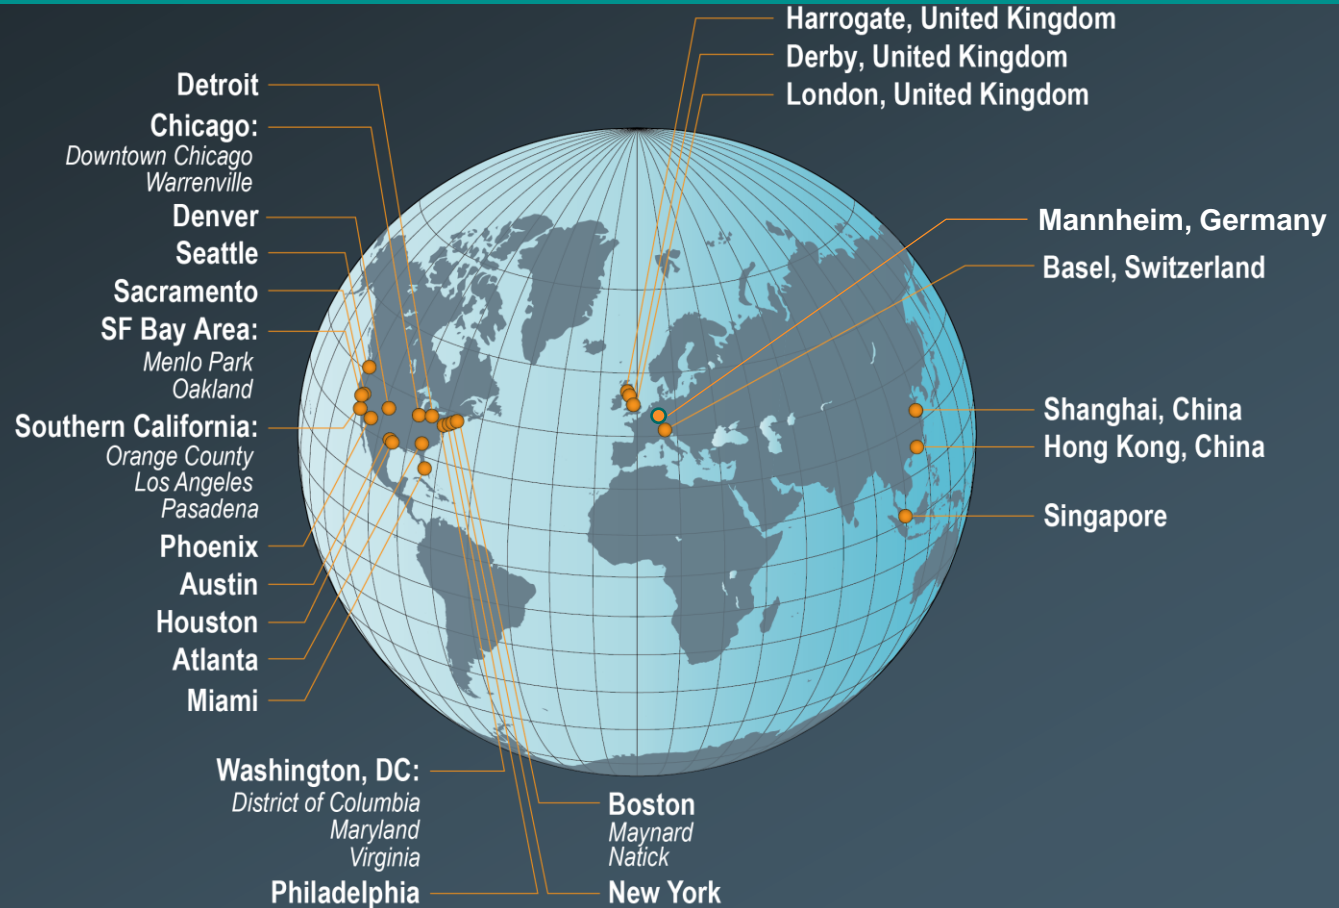 Harrogate, United Kingdom
Derby, United Kingdom
London, United Kingdom
Detroit
Chicago:
Downtown Chicago
Warrenville
Denver
Seattle
Sacramento
SF Bay Area:
Menlo Park
Oakland
Southern California:
Orange County
Los Angeles
Pasadena
Phoenix
Austin
Houston
Atlanta
Miami
Mannheim, Germany
Basel, Switzerland
Shanghai, China
Hong Kong, China
Singapore
Washington, DC:
District of Columbia
Maryland
Virginia
Philadelphia
Boston
Maynard
Natick
New York